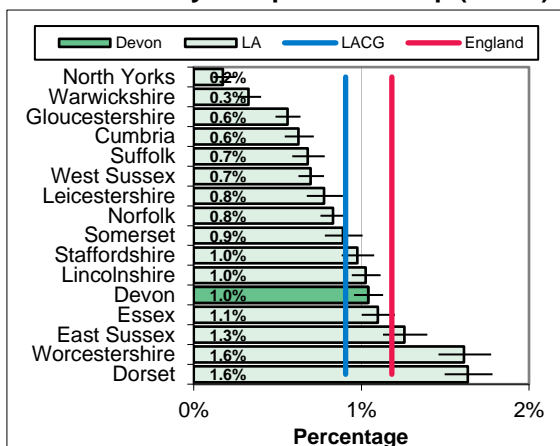 Devon LA LACG England
North Yorks 0.2%
Warwickshire 0.3%
Gloucestershire 0.6%
Cumbria 0.6%
Suffolk 0.7%
West Sussex 0.7%
Leicestershire 0.8%
Norfolk 0.8%
Somerset 0.9%
Staffordshire 1.0%
Lincolnshire 1.0%
Devon 1.0%
Essex 1.1%
East Sussex 1.3%
Worcestershire 1.6%
Dorset 1.6%
0% 1% 2%
Percentage